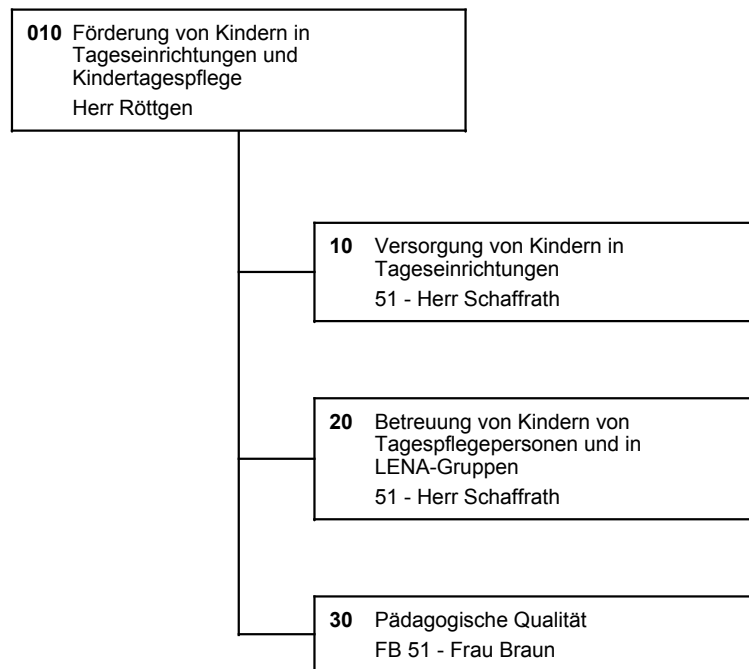 010 Förderung von Kindern in
Tageseinrichtungen und
Kindertagespflege
Herr Röttgen
10 Versorgung von Kindern in
Tageseinrichtungen
51 - Herr Schaffrath
20 Betreuung von Kindern von
Tagespflegepersonen und in
LENA-Gruppen
51 - Herr Schaffrath
30 Pädagogische Qualität
FB 51 - Frau Braun